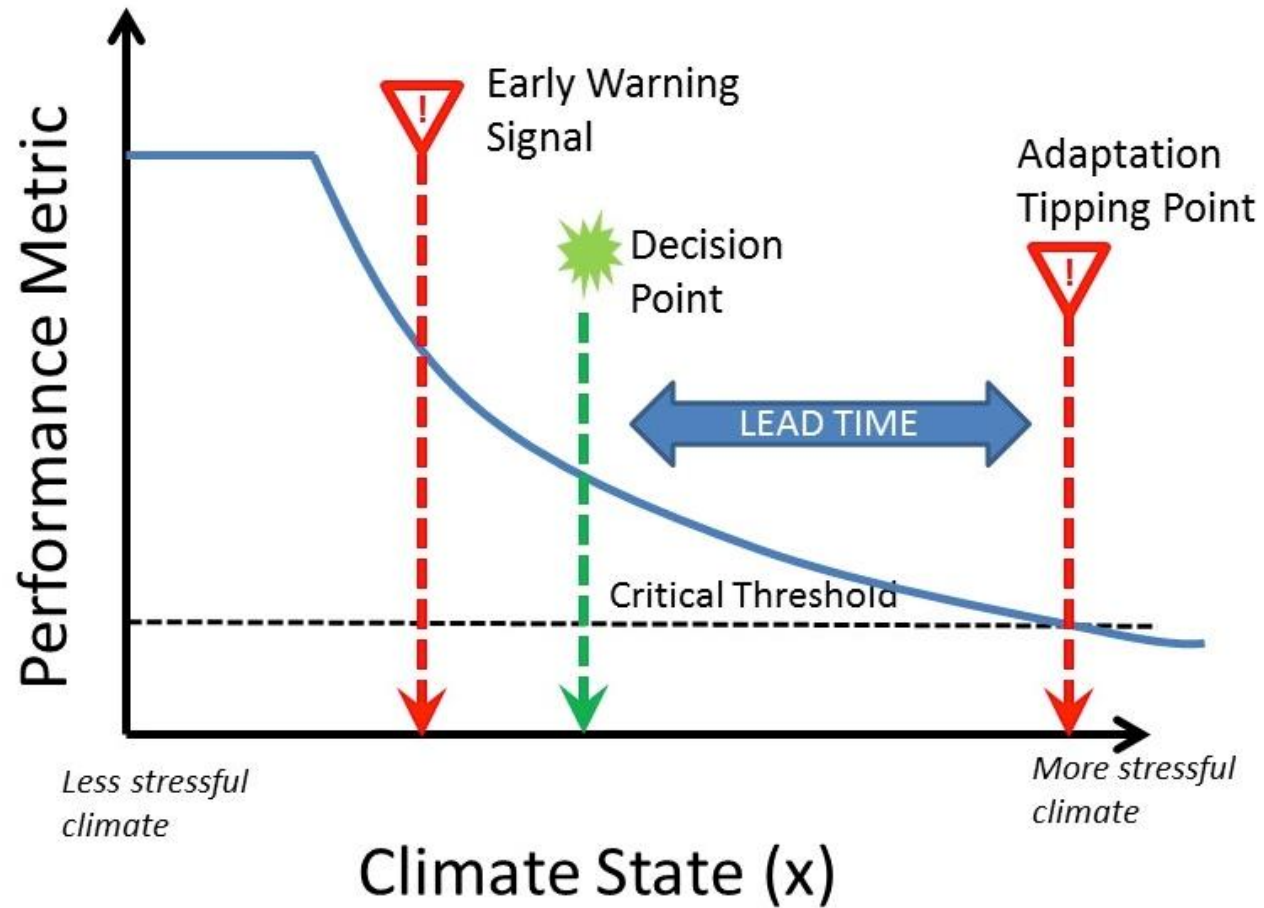 Performance Metric
!
Early Warning
Signal
Adaptation
Tipping Point
!
Decision
Point
LEAD TIME
Critical Threshold
Less stressful
climate
More stressful
climate
Climate State (x)